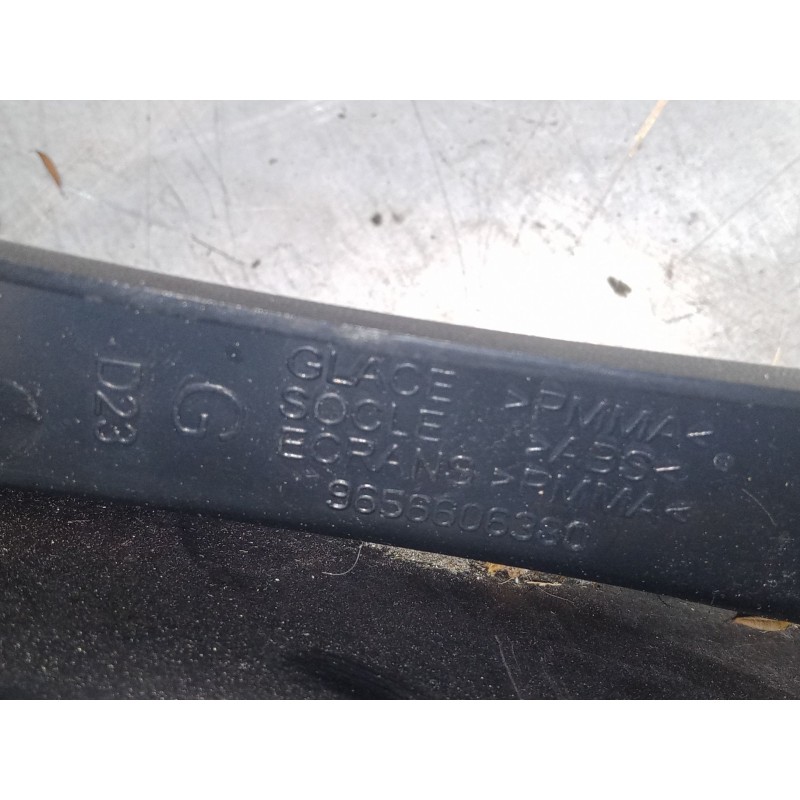 D23
G
GLACE >PMMA<
SOCLE >ABS<
ECRANS >PMMA<
9656606380